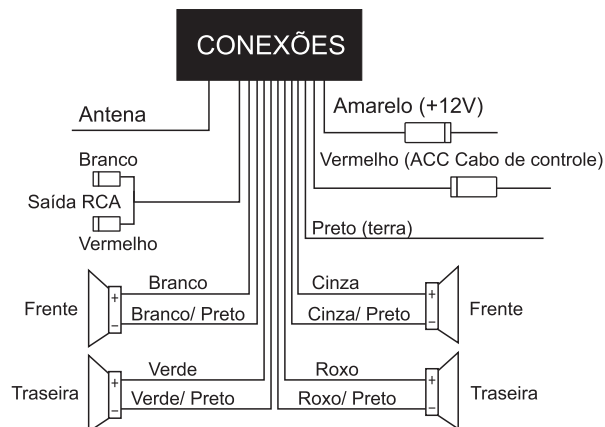 CONEXÕES
Antena
Amarelo (+12V)
Branco
Vermelho (ACC Cabo de controle)
Saída RCA
Vermelho
Preto (terra)
Branco
Cinza
+
+
Frente
Frente
Branco/ Preto
Cinza/ Preto
−
−
Verde
Roxo
+
+
Traseira
Traseira
Verde/ Preto
Roxo/ Preto
−
−